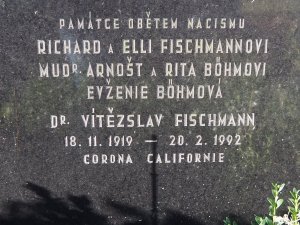 PAMÁTCE OBĚTEM NACISMU
RICHARD A ELLI FISCHMANNOVI
MUDR. ARNOŠT A RITA BÖHMOVI
EVŽENIE BÖHMOVÁ
DR. VÍTĚZSLAV FISCHMANN
18. 11. 1919 — 20. 2. 1992
CORONA CALIFORNIE